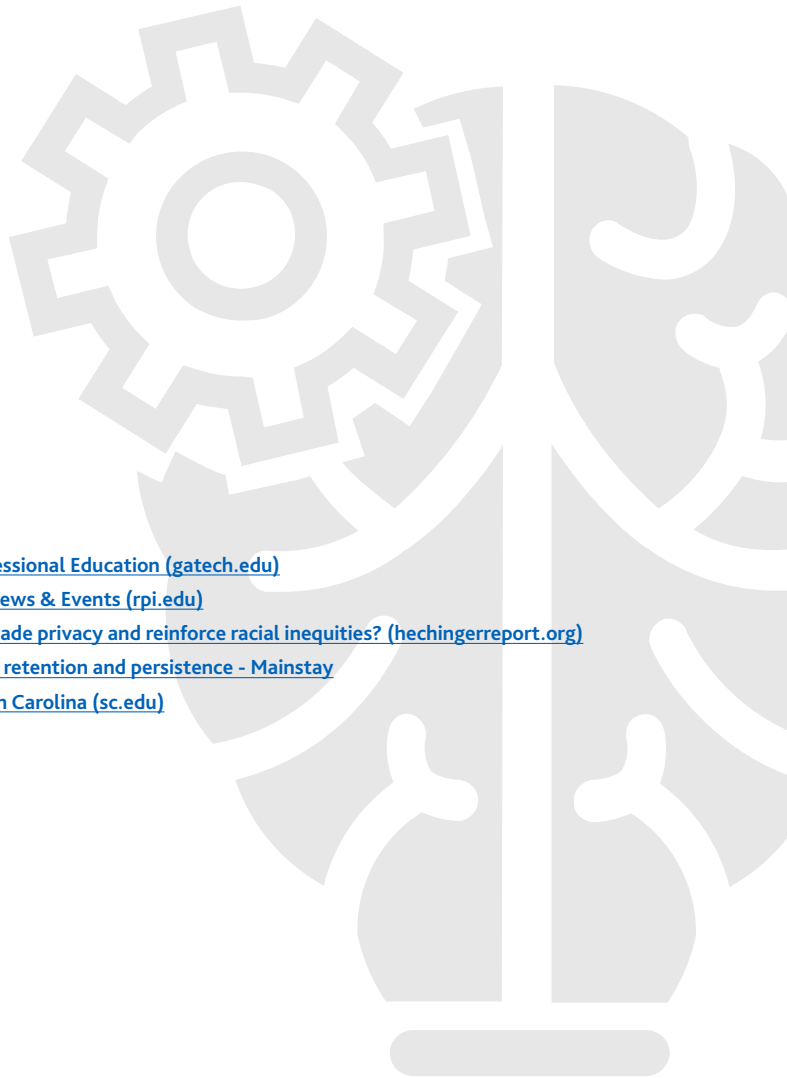 essional Education (gatech.edu)
ews & Events (rpi.edu)
ade privacy and reinforce racial inequities? (hechingerreport.org)
retention and persistence - Mainstay
n Carolina (sc.edu)